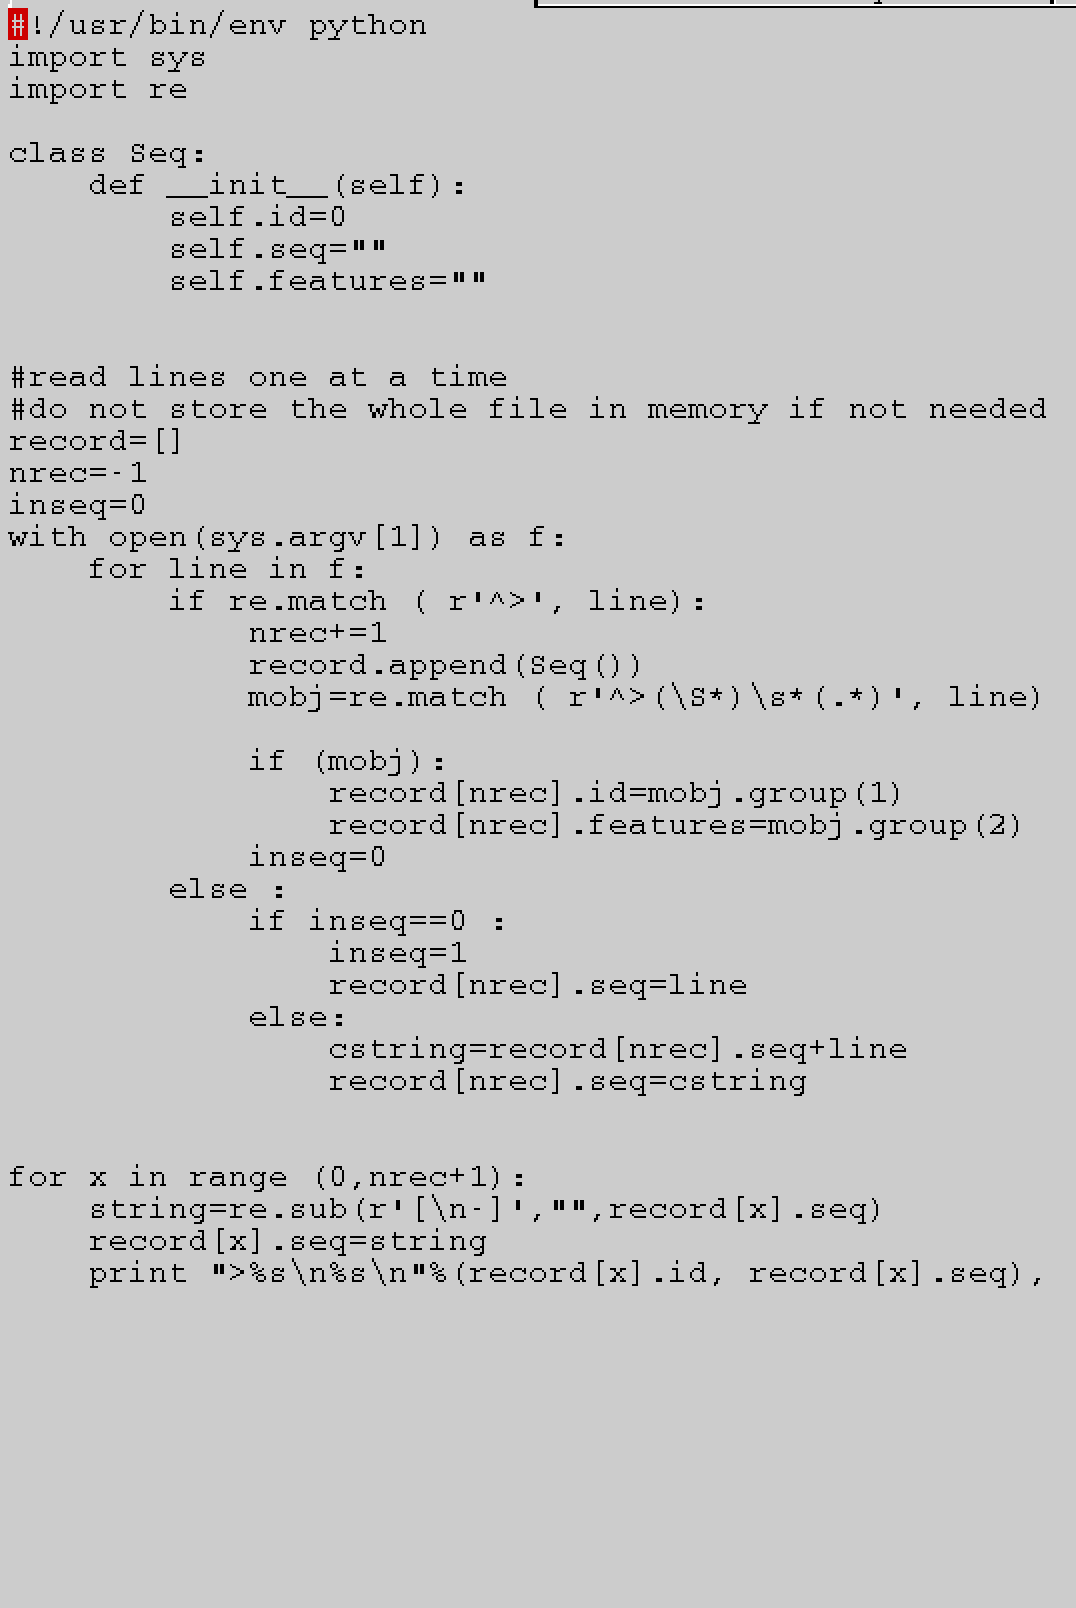 #!/usr/bin/env python
import sys
import re
class Seq:
    def __init__(self):
        self.id=0
        self.seq=""
        self.features=""
#read lines one at a time
#do not store the whole file in memory if not needed
record=[]
nrec=-1
inseq=0
with open(sys.argv[1]) as f:
    for line in f:
        if re.match ( r'^>', line):
            nrec+=1
            record.append(Seq())
            mobj=re.match ( r'^>(\S*)\s*(.*)', line)
            if (mobj):
                record[nrec].id=mobj.group(1)
                record[nrec].features=mobj.group(2)
            inseq=0
        else :
            if inseq==0 :
                inseq=1
                record[nrec].seq=line
            else:
                cstring=record[nrec].seq+line
                record[nrec].seq=cstring
for x in range (0,nrec+1):
    string=re.sub(r'[\n-]',"",record[x].seq)
    record[x].seq=string
    print ">%s\n%s\n"%(record[x].id, record[x].seq),